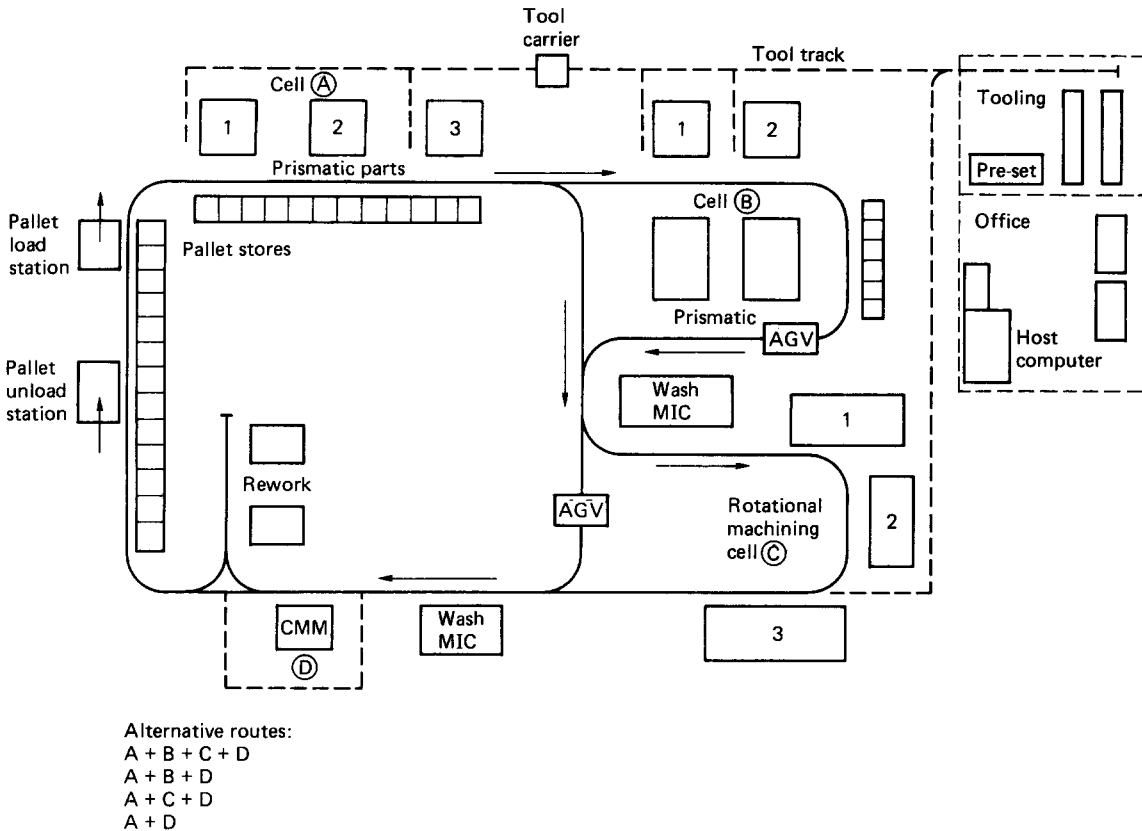 Tool
carrier
Tool track
Cell Ⓐ
1
2
3
1
2
Tooling
Pre-set
Prismatic parts
Pallet
load
station
Pallet stores
Cell Ⓑ
Office
Prismatic
AGV
Host
computer
Pallet
unload
station
Wash
MIC
1
Rework
AGV
Rotational
machining
cell Ⓒ
2
CMM
Ⓓ
Wash
MIC
3
Alternative routes:
A + B + C + D
A + B + D
A + C + D
A + D